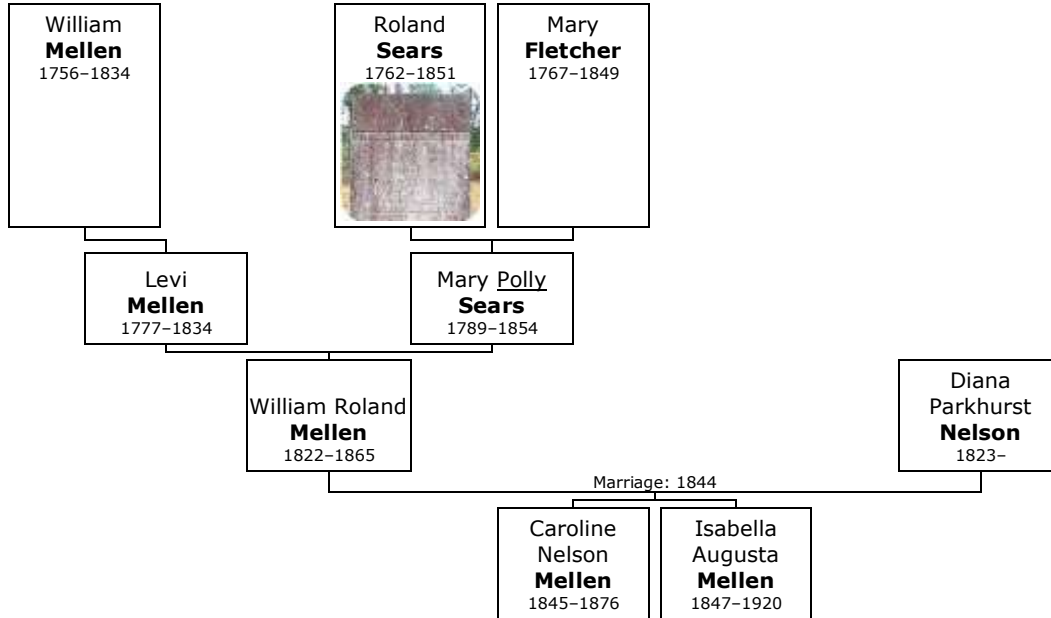 William
Mellen
1756–1834
Roland
Sears
1762–1851
Mary
Fletcher
1767–1849
Levi
Mellen
1777–1834
Mary Polly
Sears
1789–1854
William Roland
Mellen
1822–1865
Diana
Parkhurst
Nelson
1823–
Marriage: 1844
Caroline
Nelson
Mellen
1845–1876
Isabella
Augusta
Mellen
1847–1920